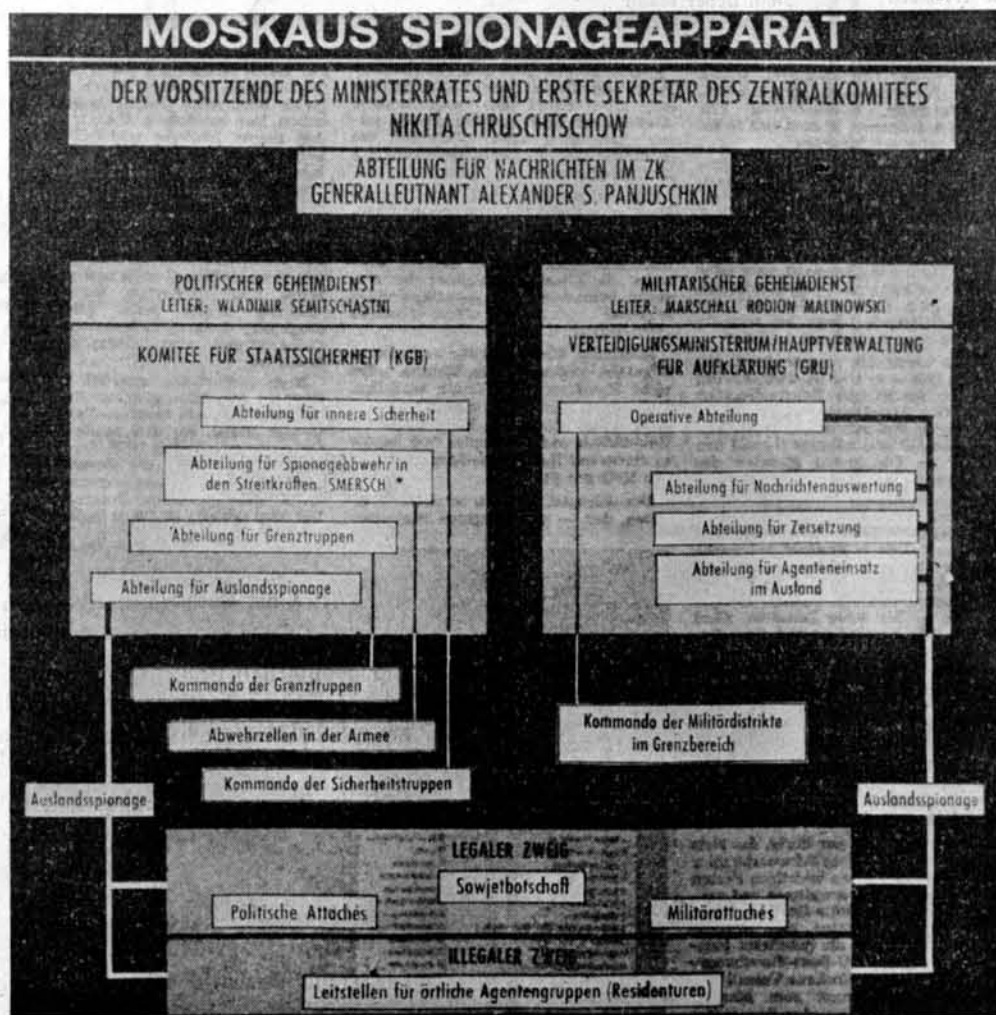 MOSKAUS SPIONAGEAPPARAT
DER VORSITZENDE DES MINISTERRATES UND ERSTE SEKRETÄR DES ZENTRALKOMITEES
NIKITA CHRUSCHTSCHOW
ABTEILUNG FÜR NACHRICHTEN IM ZK
GENERALLEUTNANT ALEXANDER S. PANJUSCHKIN
POLITISCHER GEHEIMDIENST
LEITER: WLADIMIR SEMITSCHASTNI
KOMITEE FÜR STAATSSICHERHEIT (KGB)
Abteilung für innere Sicherheit
Abteilung für Spionageabwehr in
den Streitkräften SMERSCH *
Abteilung für Grenztruppen
Abteilung für Auslandsspionage
MILITÄRISCHER GEHEIMDIENST
LEITER: MARSCHALL RODION MALINOWSKI
VERTEIDIGUNGSMINISTERIUM/HAUPTVERWALTUNG
FÜR AUFKLÄRUNG (GRU)
Operative Abteilung
Abteilung für Nachrichtenauswertung
Abteilung für Zersetzung
Abteilung für Agenteneinsatz
im Ausland
Kommando der Grenztruppen
Abwehrzellen in der Armee
Kommando der Sicherheitstruppen
Kommando der Militärdistrikte
im Grenzbereich
Auslandsspionage
Auslandsspionage
LEGALER ZWEIG
Sowjetbotschaft
Politische Attachés
Militärattachés
ILLEGALER ZWEIG
Leitstellen für örtliche Agentengruppen (Residenturen)